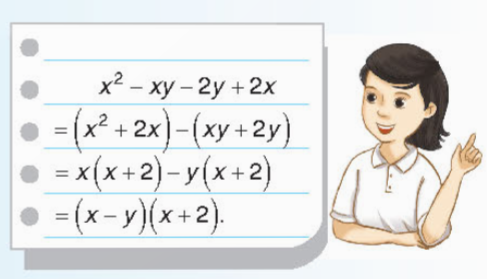 x² – xy – 2y + 2x
= (x² + 2x) – (xy + 2y)
= x(x + 2) – y(x + 2)
= (x – y)(x + 2).